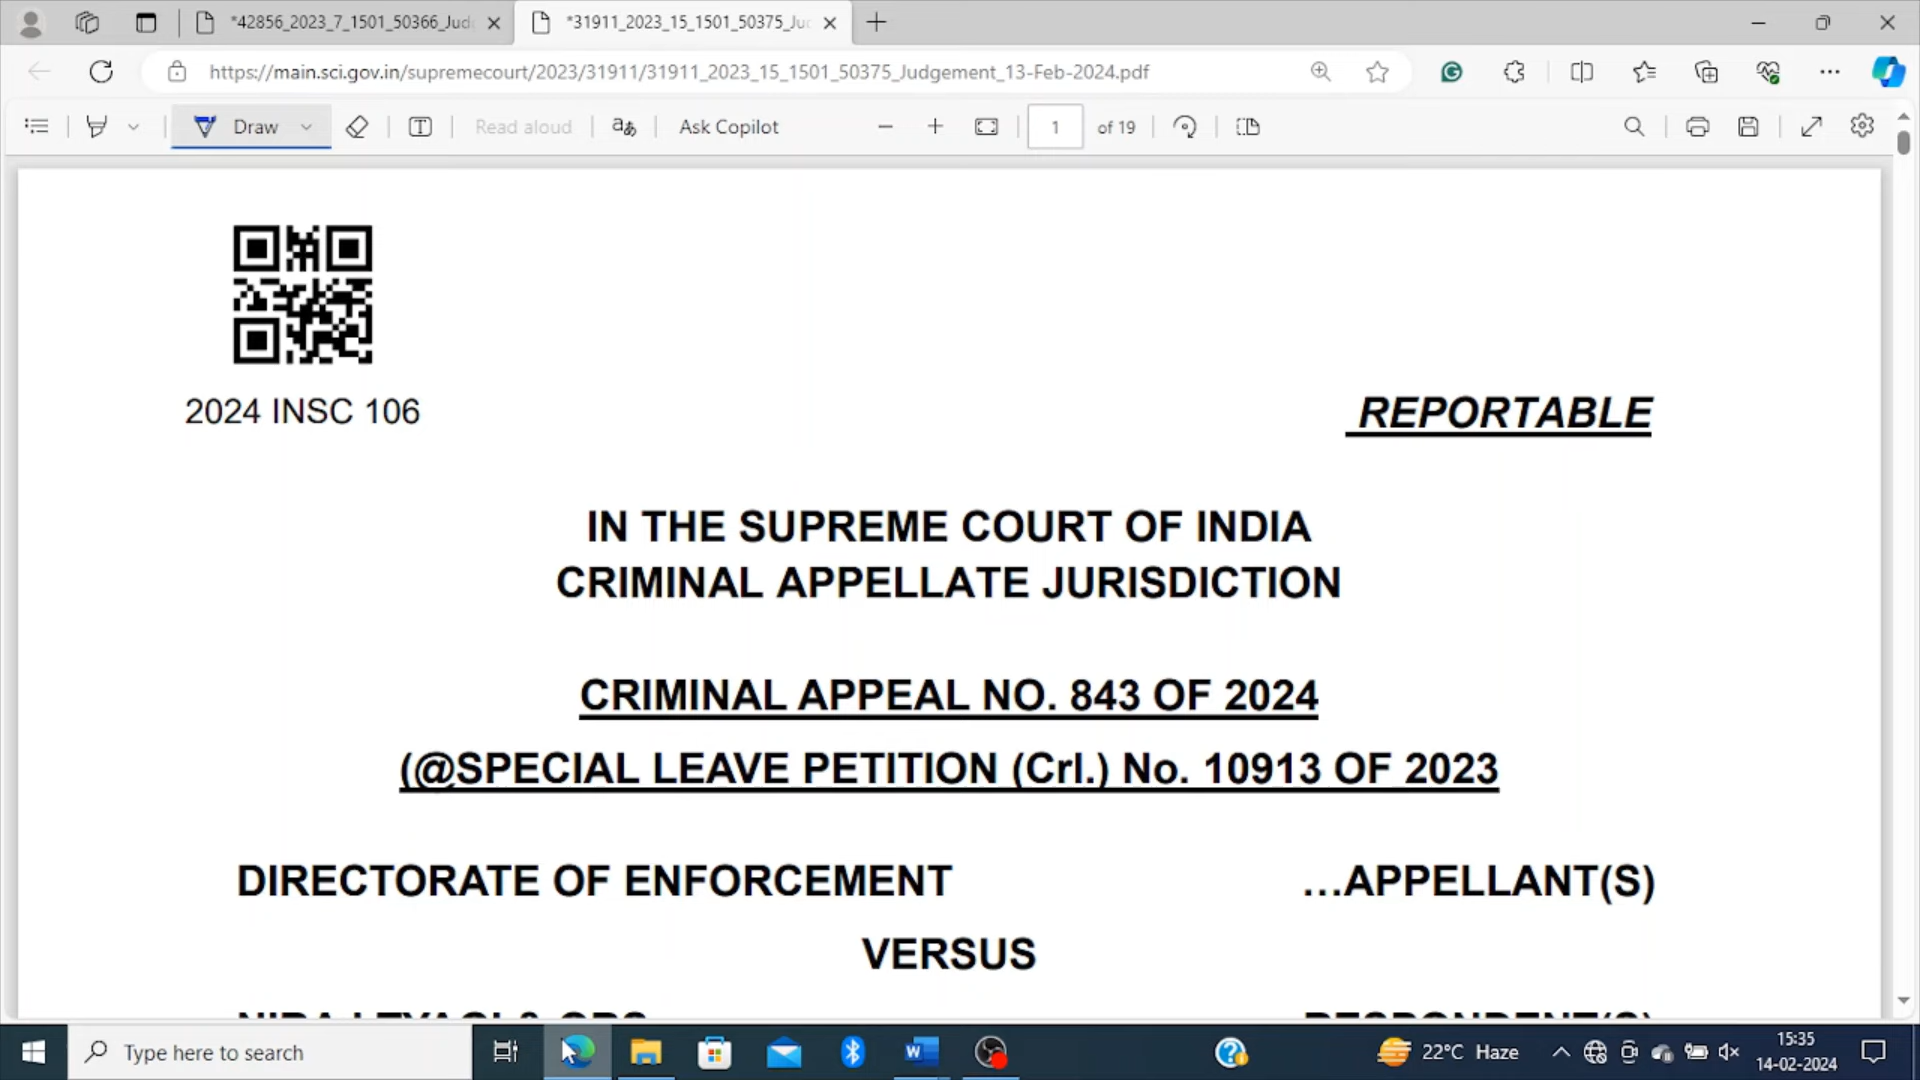 *42856_2023_7_1501_50366_Jud
*31911_2023_15_1501_50375_Ju
https://main.sci.gov.in/supremecourt/2023/31911/31911_2023_15_1501_50375_Judgement_13-Feb-2024.pdf
Draw
Read aloud
Ask Copilot
1 of 19
2024 INSC 106
REPORTABLE
IN THE SUPREME COURT OF INDIA
CRIMINAL APPELLATE JURISDICTION
CRIMINAL APPEAL NO. 843 OF 2024
(@SPECIAL LEAVE PETITION (Crl.) No. 10913 OF 2023
DIRECTORATE OF ENFORCEMENT …APPELLANT(S)
VERSUS
Type here to search
22°C Haze
15:35
14-02-2024